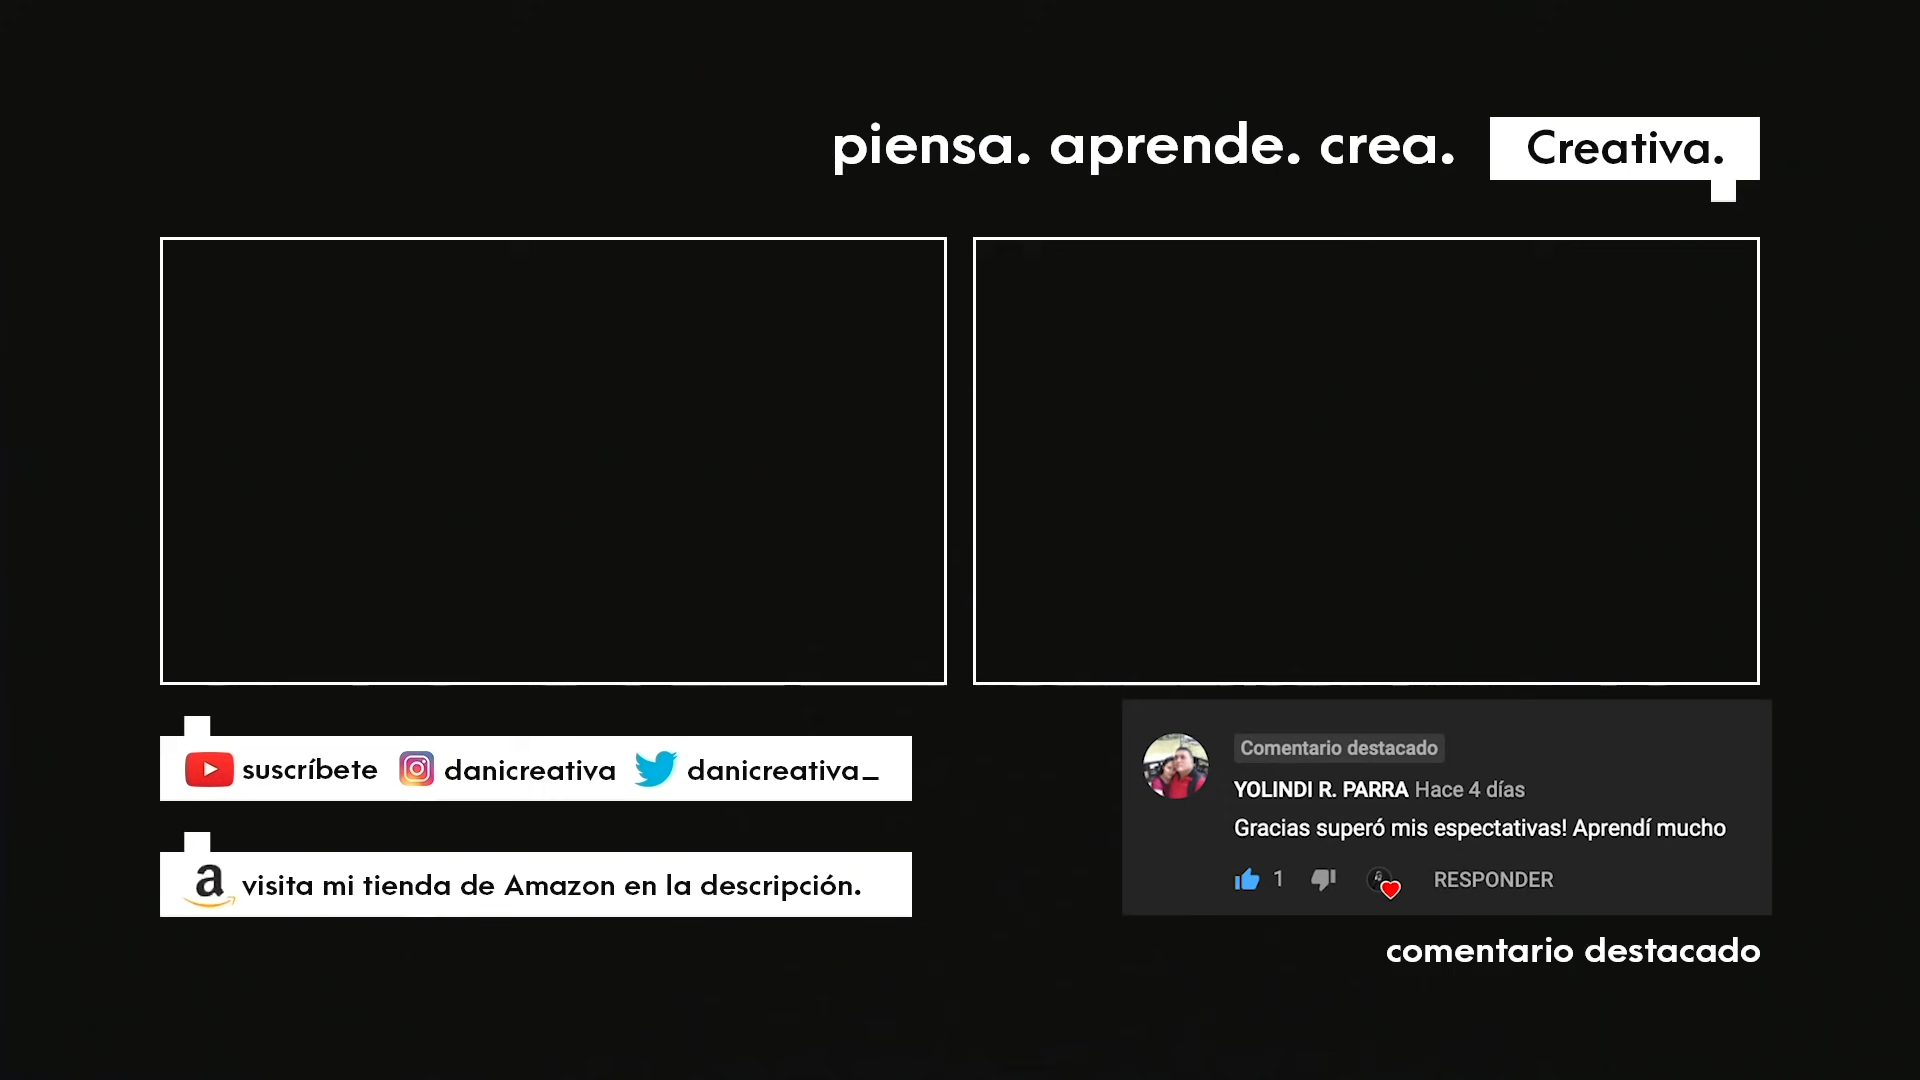 piensa. aprende. crea. Creativa.
suscríbete danicreativa danicreativa_
a visita mi tienda de Amazon en la descripción.
Comentario destacado
YOLINDI R. PARRA Hace 4 días
Gracias superó mis espectativas! Aprendí mucho
1 RESPONDER
comentario destacado